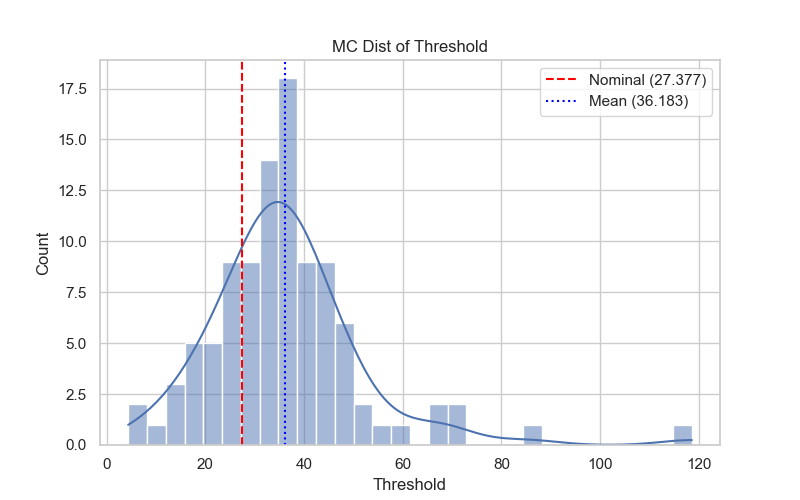 MC Dist of Threshold
Nominal (27.377)
Mean (36.183)
Count
17.5
15.0
12.5
10.0
7.5
5.0
2.5
0.0
0 20 40 60 80 100 120
Threshold